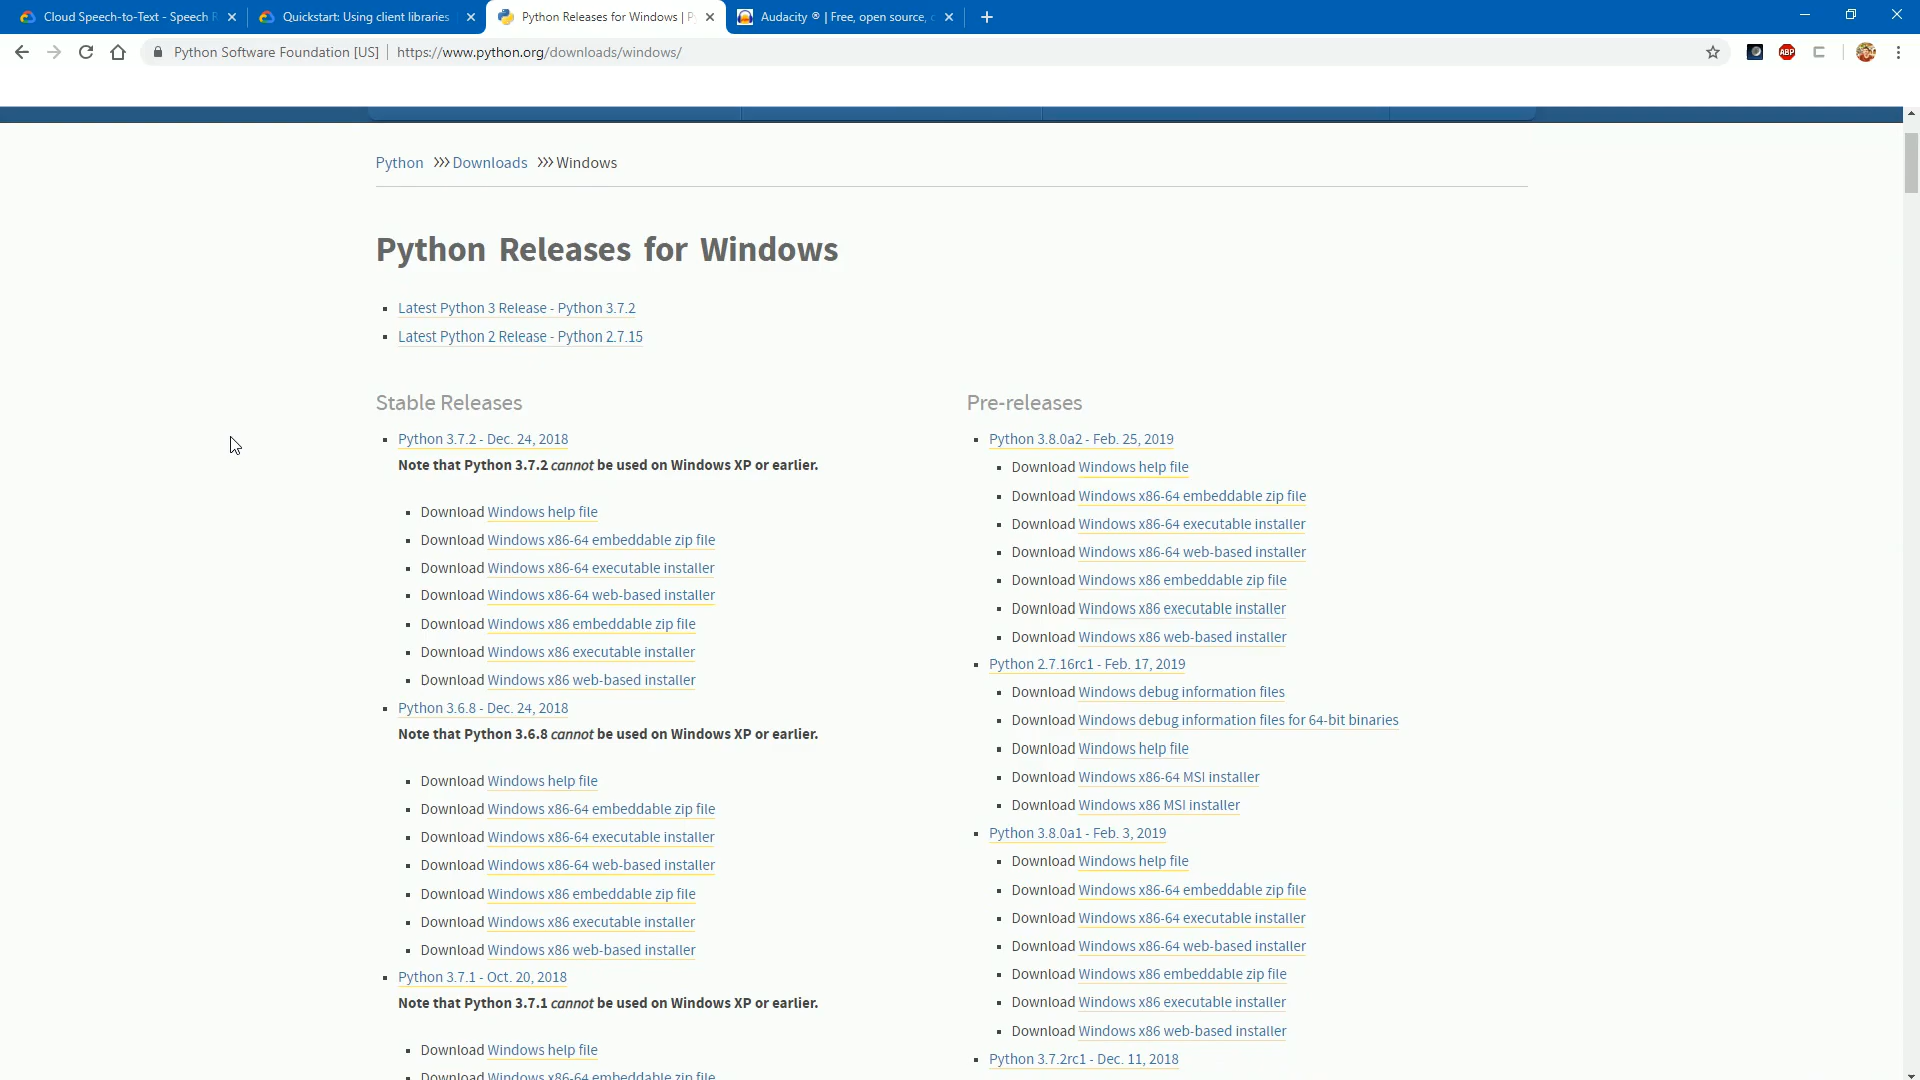 Cloud Speech-to-Text - Speech R
Quickstart: Using client libraries
Python Releases for Windows | P
Audacity ® | Free, open source, c
Python Software Foundation [US] | https://www.python.org/downloads/windows/
ABP
Python >>> Downloads >>> Windows
Python Releases for Windows
Latest Python 3 Release - Python 3.7.2
Latest Python 2 Release - Python 2.7.15
Stable Releases
Python 3.7.2 - Dec. 24, 2018
Note that Python 3.7.2 cannot be used on Windows XP or earlier.
Download Windows help file
Download Windows x86-64 embeddable zip file
Download Windows x86-64 executable installer
Download Windows x86-64 web-based installer
Download Windows x86 embeddable zip file
Download Windows x86 executable installer
Download Windows x86 web-based installer
Python 3.6.8 - Dec. 24, 2018
Note that Python 3.6.8 cannot be used on Windows XP or earlier.
Download Windows help file
Download Windows x86-64 embeddable zip file
Download Windows x86-64 executable installer
Download Windows x86-64 web-based installer
Download Windows x86 embeddable zip file
Download Windows x86 executable installer
Download Windows x86 web-based installer
Python 3.7.1 - Oct. 20, 2018
Note that Python 3.7.1 cannot be used on Windows XP or earlier.
Download Windows help file
Download Windows x86-64 embeddable zip file
Pre-releases
Python 3.8.0a2 - Feb. 25, 2019
Download Windows help file
Download Windows x86-64 embeddable zip file
Download Windows x86-64 executable installer
Download Windows x86-64 web-based installer
Download Windows x86 embeddable zip file
Download Windows x86 executable installer
Download Windows x86 web-based installer
Python 2.7.16rc1 - Feb. 17, 2019
Download Windows debug information files
Download Windows debug information files for 64-bit binaries
Download Windows help file
Download Windows x86-64 MSI installer
Download Windows x86 MSI installer
Python 3.8.0a1 - Feb. 3, 2019
Download Windows help file
Download Windows x86-64 embeddable zip file
Download Windows x86-64 executable installer
Download Windows x86-64 web-based installer
Download Windows x86 embeddable zip file
Download Windows x86 executable installer
Download Windows x86 web-based installer
Python 3.7.2rc1 - Dec. 11, 2018